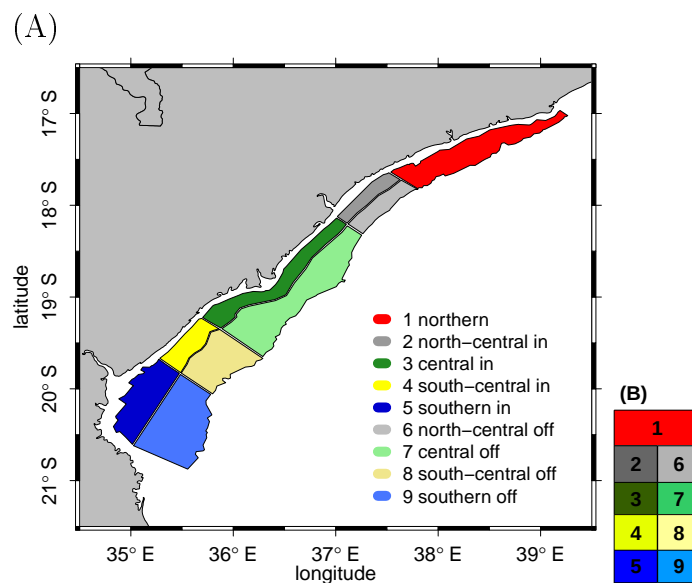 (A)
17° S
18° S
19° S
20° S
21° S
latitude
35° E 36° E 37° E 38° E 39° E
longitude
1 northern
2 north−central in
3 central in
4 south−central in
5 southern in
6 north−central off
7 central off
8 south−central off
9 southern off
(B)
1
2 6
3 7
4 8
5 9